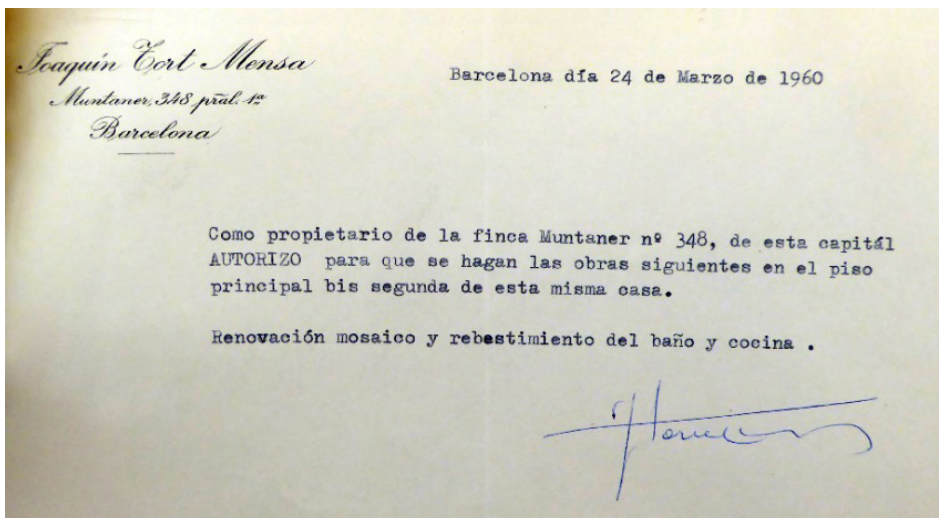 Joaquín Tort Mensa
Muntaner, 348, pral. 1ª
Barcelona
Barcelona día 24 de Marzo de 1960
Como propietario de la finca Muntaner nº 348, de esta capitál
AUTORIZO para que se hagan las obras siguientes en el piso
principal bis segunda de esta misma casa.
Renovación mosaico y rebestimiento del baño y cocina .